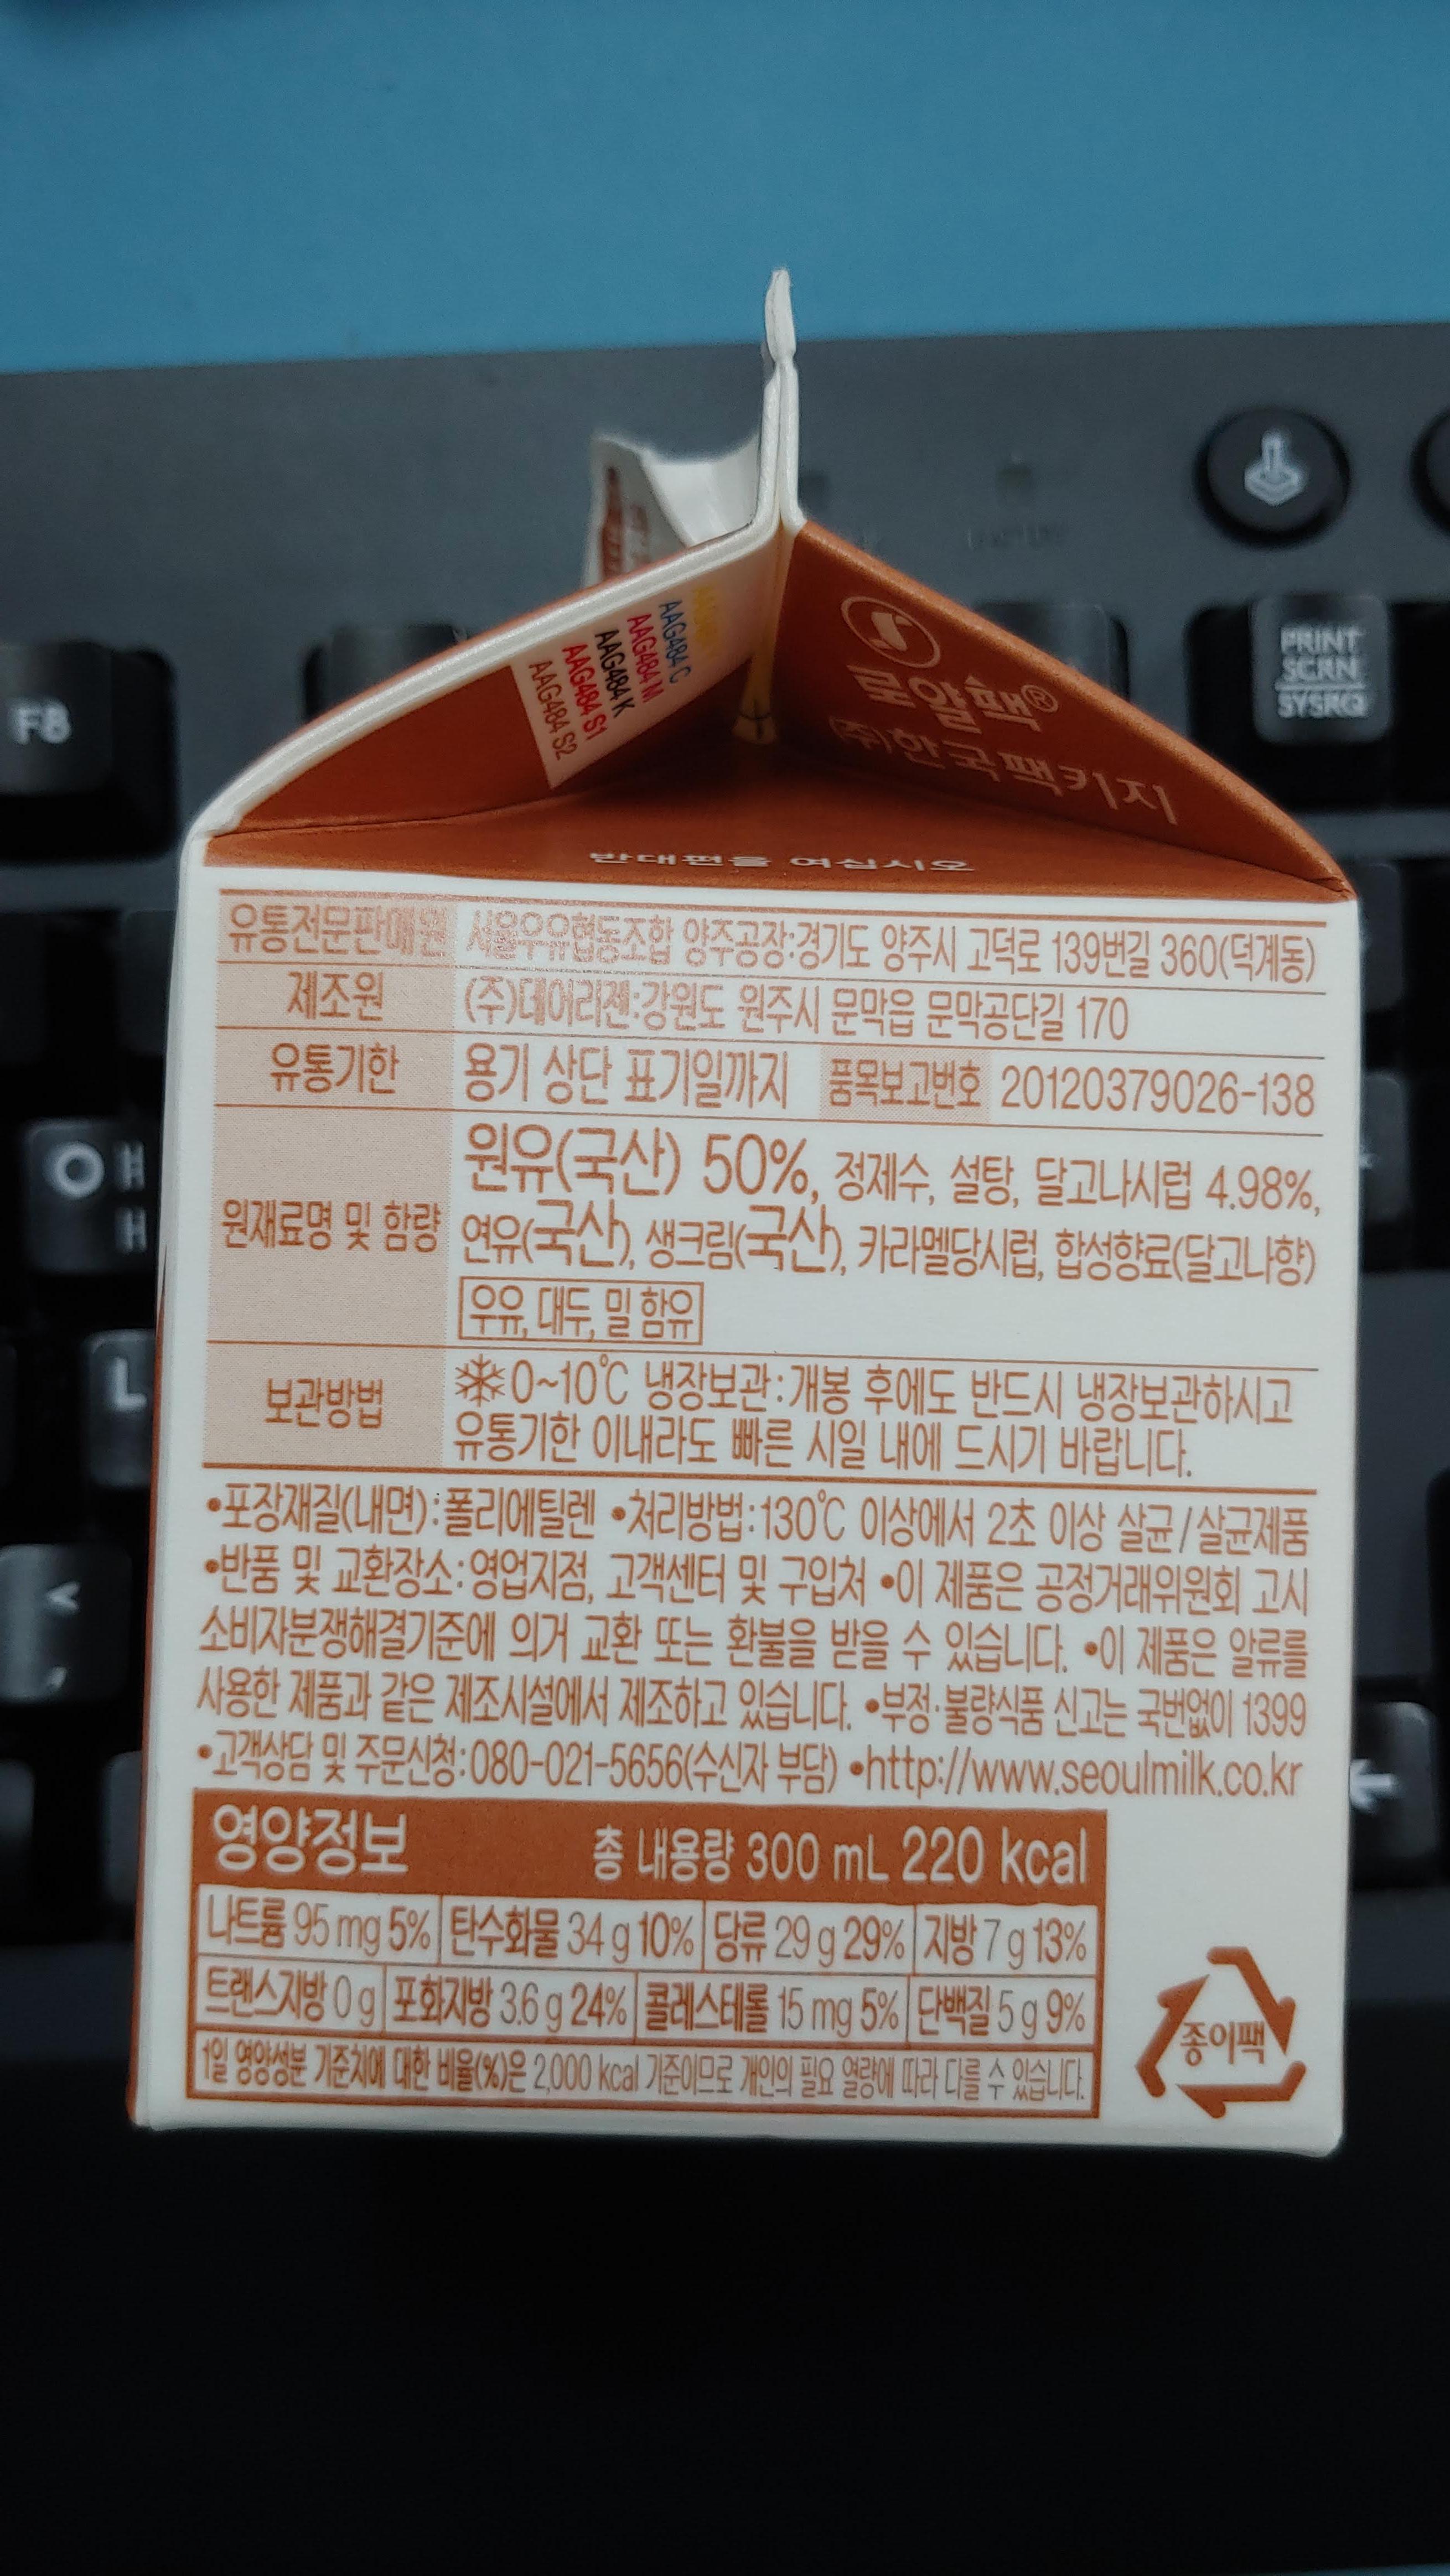 F8
PRINT
SCRN
SYSRQ
AAG484 C
AAG484 M
AAG484 K
AAG484 S1
AAG484 S2
로얄팩®
(주)한국팩키지
반대편을 여십시오
유통전문판매원 서울우유협동조합 양주공장:경기도 양주시 고덕로 139번길 360(덕계동)
제조원 (주)데어리젠:강원도 원주시 문막읍 문막공단길 170
유통기한 용기 상단 표기일까지 품목보고번호 20120379026-138
원재료명 및 함량 원유(국산) 50%, 정제수, 설탕, 달고나시럽 4.98%,
연유(국산), 생크림(국산), 카라멜당시럽, 합성향료(달고나향)
우유, 대두, 밀 함유
보관방법 0~10℃ 냉장보관:개봉 후에도 반드시 냉장보관하시고
유통기한 이내라도 빠른 시일 내에 드시기 바랍니다.
•포장재질(내면):폴리에틸렌 •처리방법:130℃ 이상에서 2초 이상 살균/살균제품
•반품 및 교환장소:영업지점, 고객센터 및 구입처 •이 제품은 공정거래위원회 고시
소비자분쟁해결기준에 의거 교환 또는 환불을 받을 수 있습니다. •이 제품은 알류를
사용한 제품과 같은 제조시설에서 제조하고 있습니다. •부정·불량식품 신고는 국번없이 1399
•고객상담 및 주문신청:080-021-5656(수신자 부담) •http://www.seoulmilk.co.kr
영양정보 총 내용량 300 mL 220 kcal
나트륨 95 mg 5% 탄수화물 34 g 10% 당류 29 g 29% 지방 7 g 13%
트랜스지방 0 g 포화지방 3.6 g 24% 콜레스테롤 15 mg 5% 단백질 5 g 9%
1일 영양성분 기준치에 대한 비율(%)은 2,000 kcal 기준이므로 개인의 필요 열량에 따라 다를 수 있습니다.
종이팩
L